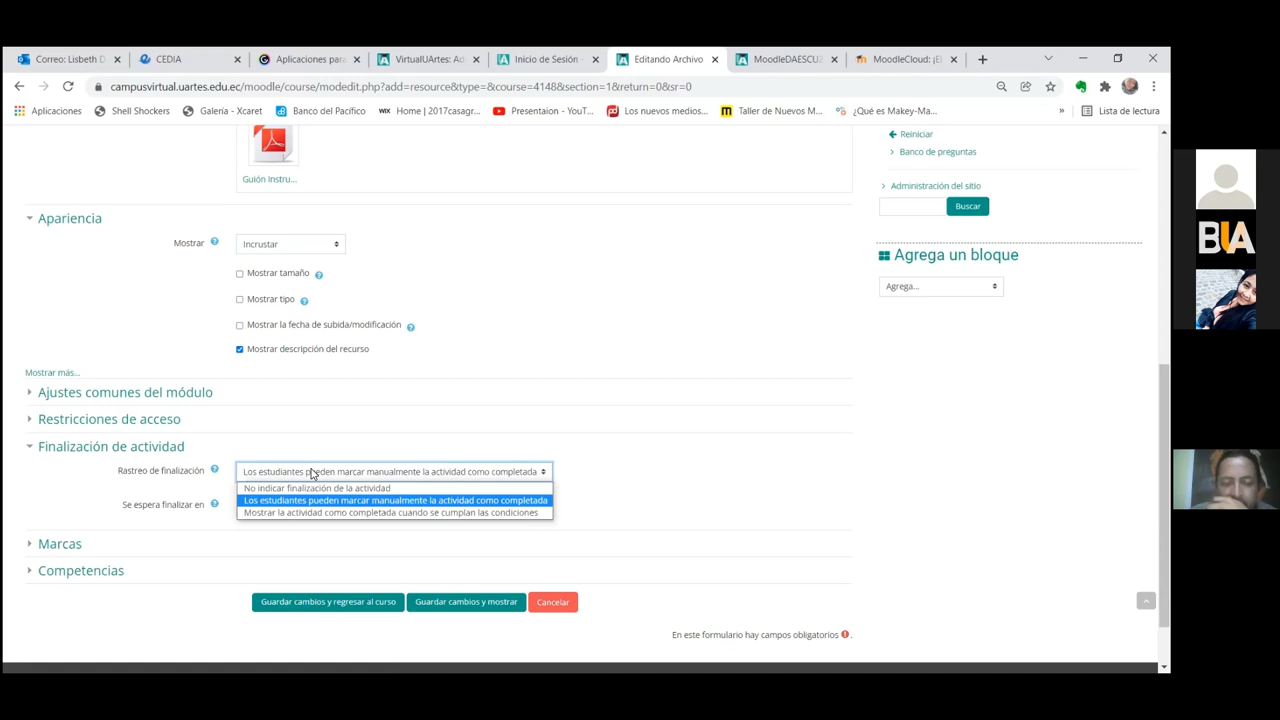 Correo: Lisbeth D
CEDIA
Aplicaciones para
VirtualUArtes: Ad
Inicio de Sesión -
Editando Archivo
MoodleDAESCU2
MoodleCloud: ¡E
campusvirtual.uartes.edu.ec/moodle/course/modedit.php?add=resource&type=&course=4148&section=1&return=0&sr=0
Aplicaciones
Shell Shockers
Galería - Xcaret
Banco del Pacífico
WIX Home | 2017casagr...
Presentaion - YouT...
Los nuevos medios...
Taller de Nuevos M...
¿Qué es Makey-Ma...
»
Lista de lectura
Guión Instru...
Reiniciar
Banco de preguntas
Administración del sitio
Buscar
Agrega un bloque
Agrega...
Apariencia
Mostrar
Incrustar
Mostrar tamaño
Mostrar tipo
Mostrar la fecha de subida/modificación
Mostrar descripción del recurso
Mostrar más...
Ajustes comunes del módulo
Restricciones de acceso
Finalización de actividad
Rastreo de finalización
Los estudiantes pueden marcar manualmente la actividad como completada
No indicar finalización de la actividad
Los estudiantes pueden marcar manualmente la actividad como completada
Mostrar la actividad como completada cuando se cumplan las condiciones
Se espera finalizar en
Marcas
Competencias
Guardar cambios y regresar al curso
Guardar cambios y mostrar
Cancelar
En este formulario hay campos obligatorios
BUA